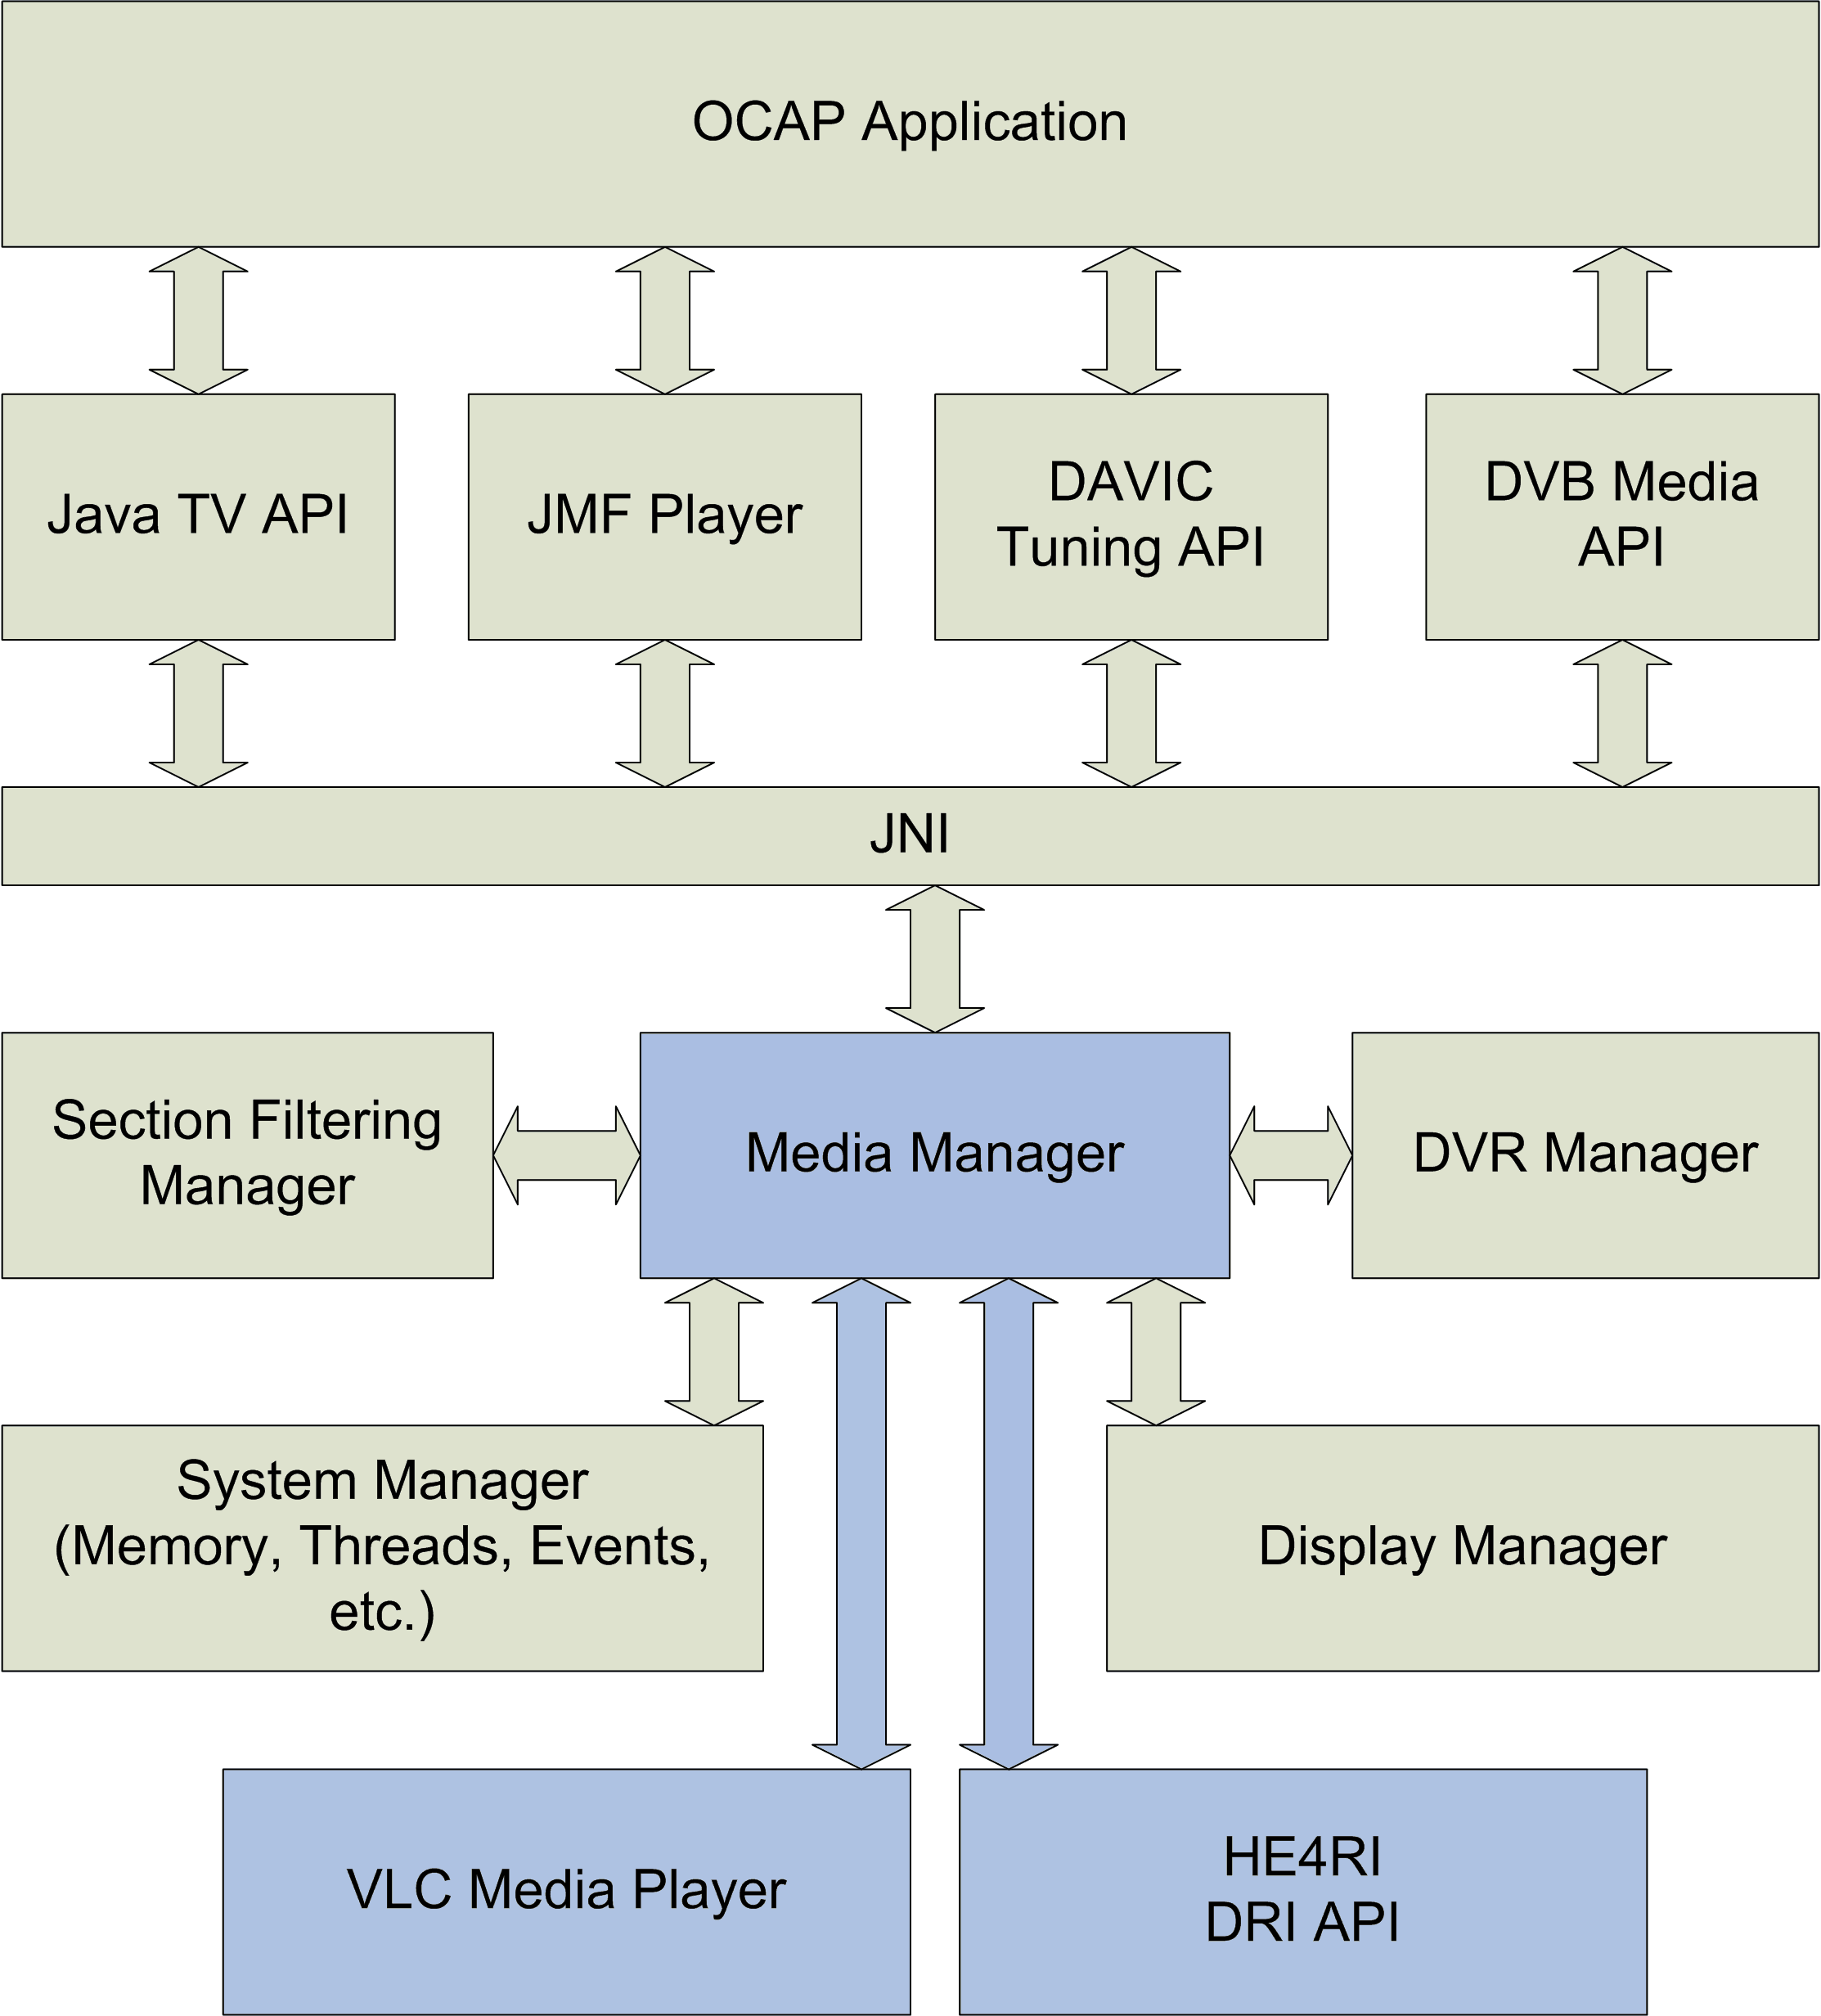 OCAP Application
Java TV API
JMF Player
DAVIC
Tuning API
DVB Media
API
JNI
Section Filtering
Manager
Media Manager
DVR Manager
System Manager
(Memory, Threads, Events,
etc.)
Display Manager
VLC Media Player
HE4RI
DRI API